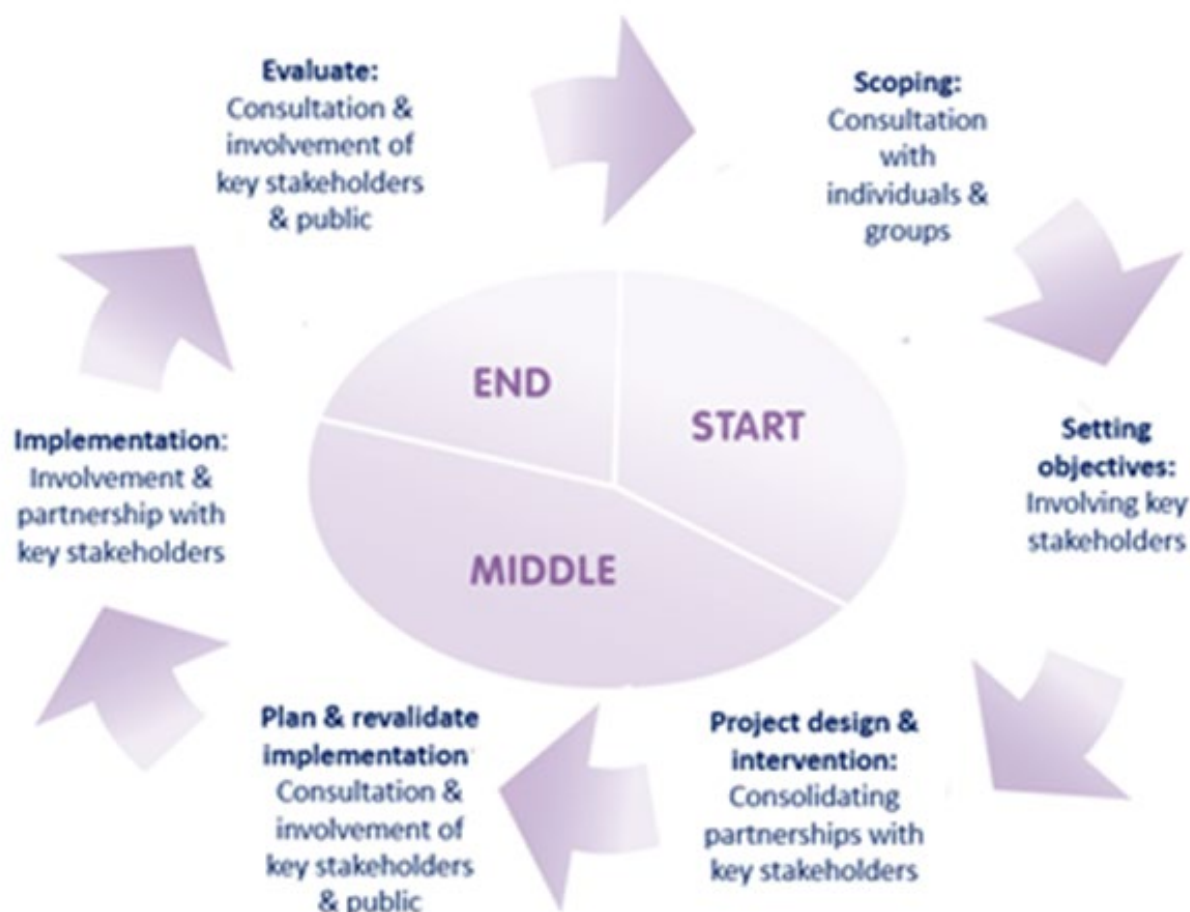 Evaluate:
Consultation &
involvement of
key stakeholders
& public
Scoping:
Consultation
with
individuals &
groups
END
START
MIDDLE
Setting
objectives:
Involving key
stakeholders
Implementation:
Involvement &
partnership with
key stakeholders
Project design &
intervention:
Consolidating
partnerships with
key stakeholders
Plan & revalidate
implementation
Consultation &
involvement of
key stakeholders
& public